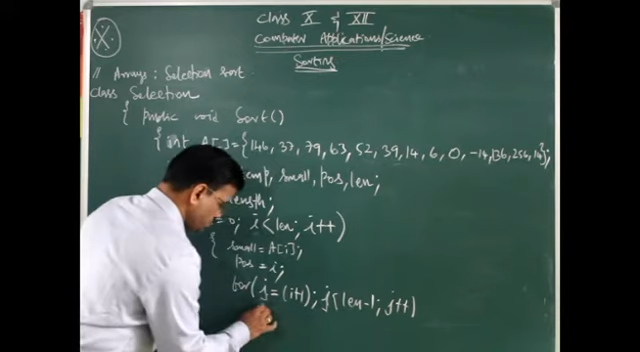 X
Class X & XII
Computer Applications/Science
Sorting
// Arrays: Selection sort.
Class Selection
{ public void Sort()
{ int A[]={146, 37, 79, 63, 52, 39, 14, 6, 0, -14, 136, 256, 14};
small, pos, len;
length;
=0; i<len; i++)
{ small=A[i];
pos = i;
for(j=(i+1); j<len-1; j++)